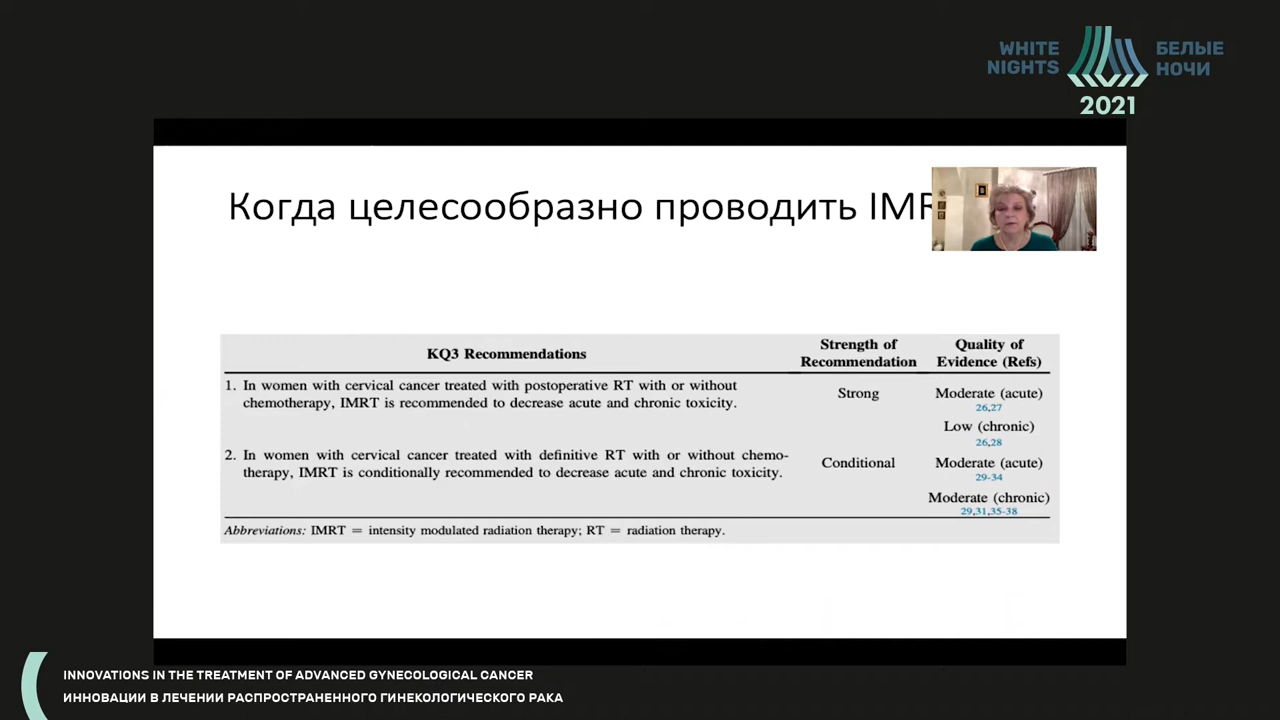 WHITE NIGHTS
БЕЛЫЕ НОЧИ
2021
Когда целесообразно проводить IMR
KQ3 Recommendations
Strength of Recommendation
Quality of Evidence (Refs)
1. In women with cervical cancer treated with postoperative RT with or without
chemotherapy, IMRT is recommended to decrease acute and chronic toxicity.
Strong
Moderate (acute)
26,27
Low (chronic)
26,28
2. In women with cervical cancer treated with definitive RT with or without chemo-
therapy, IMRT is conditionally recommended to decrease acute and chronic toxicity.
Conditional
Moderate (acute)
29-34
Moderate (chronic)
29,31,35-38
Abbreviations: IMRT = intensity modulated radiation therapy; RT = radiation therapy.
INNOVATIONS IN THE TREATMENT OF ADVANCED GYNECOLOGICAL CANCER
ИННОВАЦИИ В ЛЕЧЕНИИ РАСПРОСТРАНЕННОГО ГИНЕКОЛОГИЧЕСКОГО РАКА